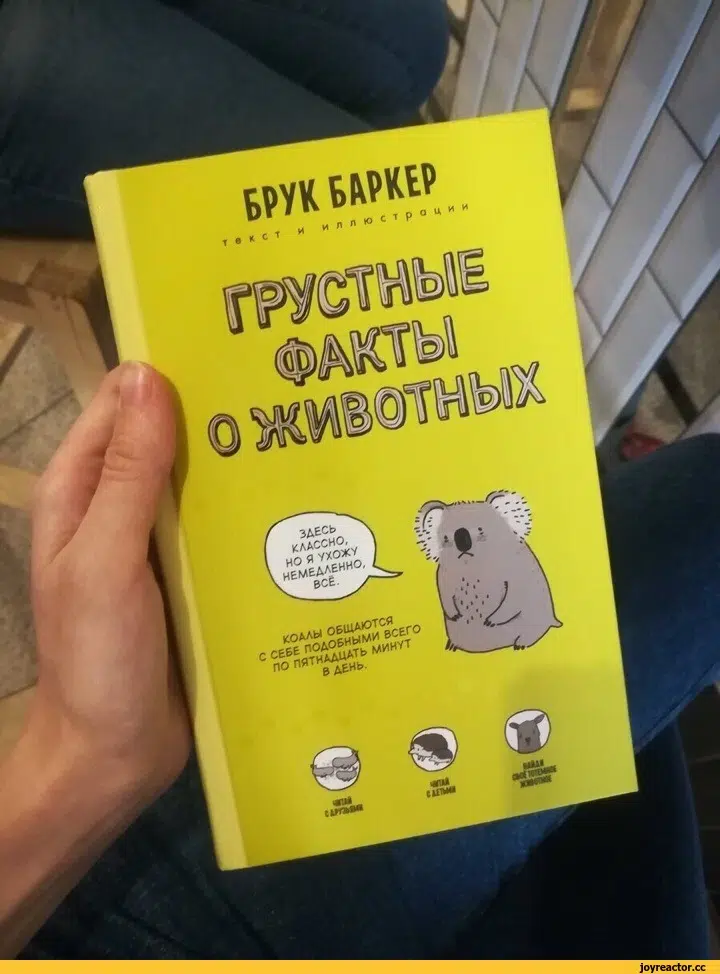 БРУК БАРКЕР
текст и иллюстрации
ГРУСТНЫЕ
ФАКТЫ
О ЖИВОТНЫХ
ЗДЕСЬ
КЛАССНО,
НО Я УХОЖУ
НЕМЕДЛЕННО,
ВСЁ.
КОАЛЫ ОБЩАЮТСЯ
С СЕБЕ ПОДОБНЫМИ ВСЕГО
ПО ПЯТНАДЦАТЬ МИНУТ
В ДЕНЬ.
ЧИТАЙ
С ДРУЗЬЯМИ
ЧИТАЙ
С ДЕТЬМИ
НАЙДИ
СВОЁ ТОТЕМНОЕ
ЖИВОТНОЕ
joyreactor.cc